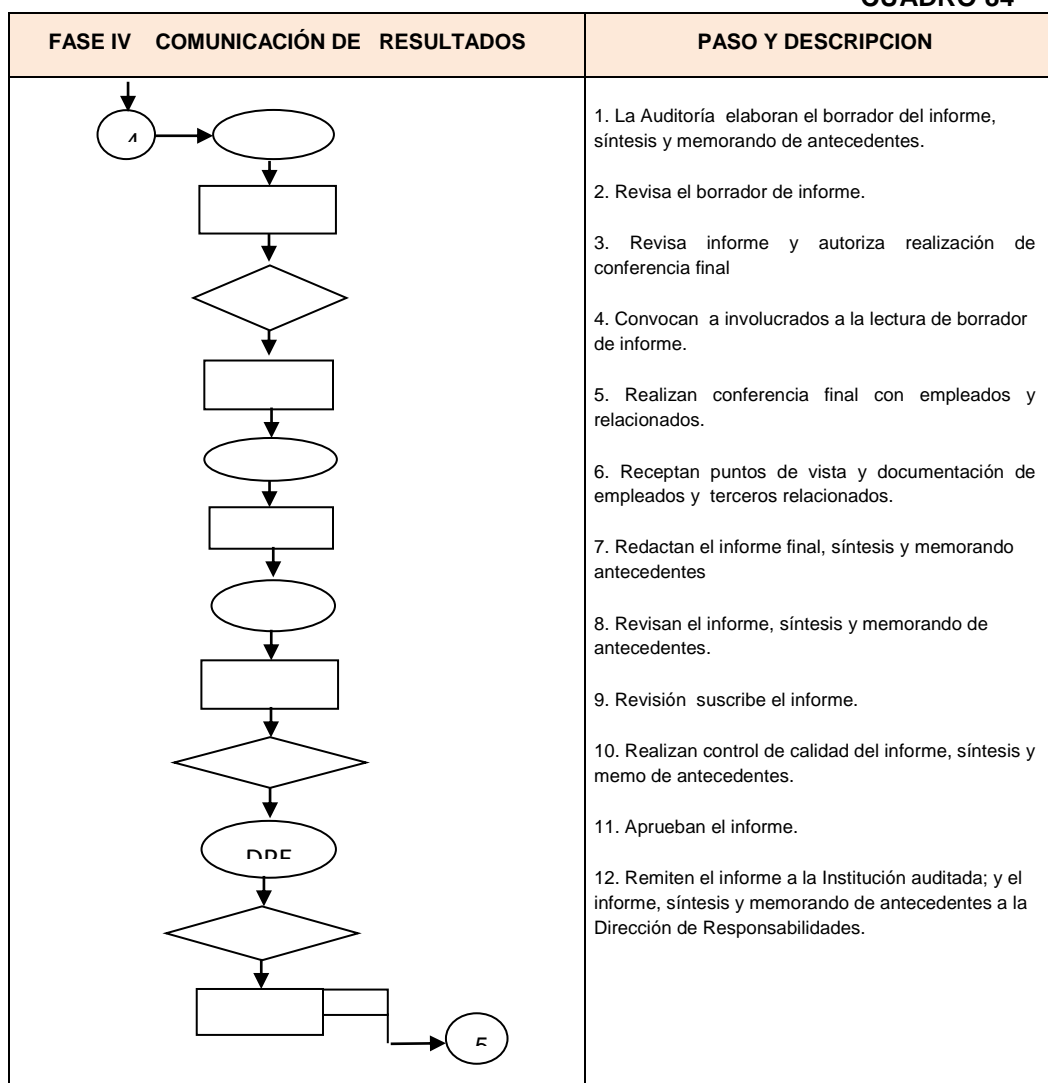 FASE IV COMUNICACIÓN DE RESULTADOS
PASO Y DESCRIPCION
1. La Auditoría elaboran el borrador del informe,
síntesis y memorando de antecedentes.
2. Revisa el borrador de informe.
3. Revisa informe y autoriza realización de
conferencia final
4. Convocan a involucrados a la lectura de borrador
de informe.
5. Realizan conferencia final con empleados y
relacionados.
6. Receptan puntos de vista y documentación de
empleados y terceros relacionados.
7. Redactan el informe final, síntesis y memorando
antecedentes
8. Revisan el informe, síntesis y memorando de
antecedentes.
9. Revisión suscribe el informe.
10. Realizan control de calidad del informe, síntesis y
memo de antecedentes.
11. Aprueban el informe.
12. Remiten el informe a la Institución auditada; y el
informe, síntesis y memorando de antecedentes a la
Dirección de Responsabilidades.